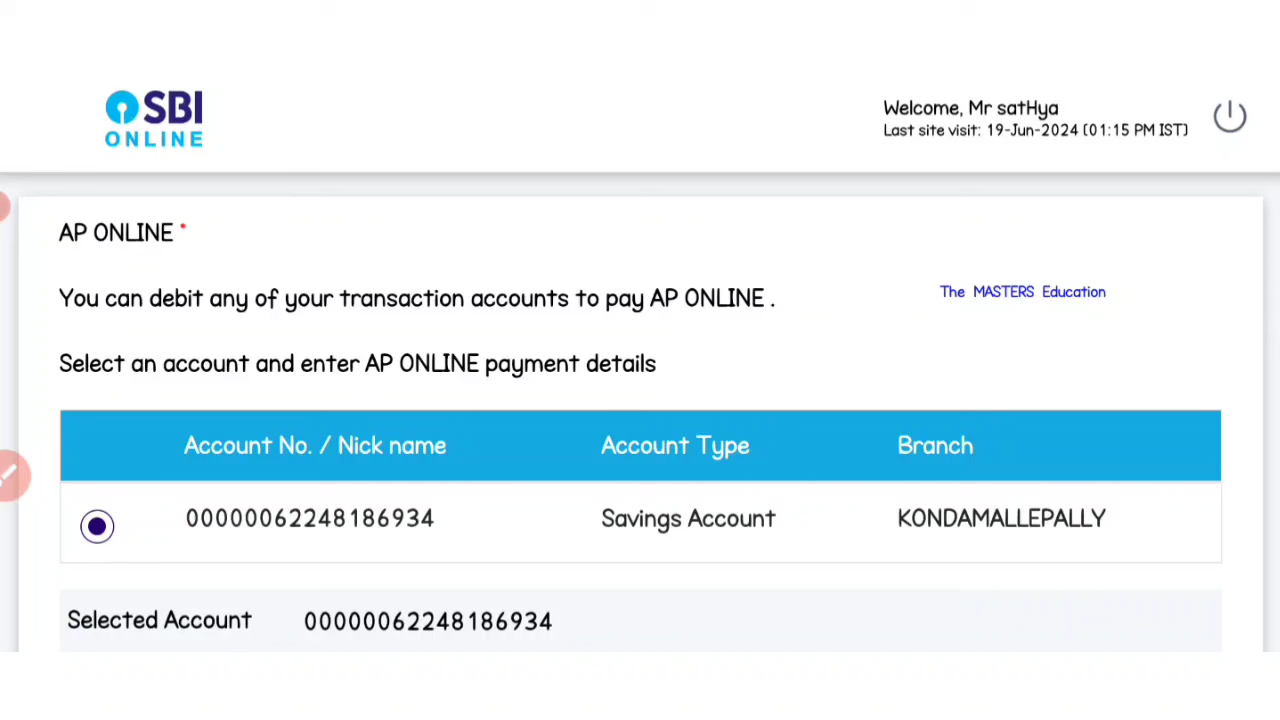 SBI
ONLINE
Welcome, Mr satHya
Last site visit: 19-Jun-2024 (01:15 PM IST)
AP ONLINE *
You can debit any of your transaction accounts to pay AP ONLINE .
The MASTERS Education
Select an account and enter AP ONLINE payment details
Account No. / Nick name Account Type Branch
00000062248186934 Savings Account KONDAMALLEPALLY
Selected Account 00000062248186934